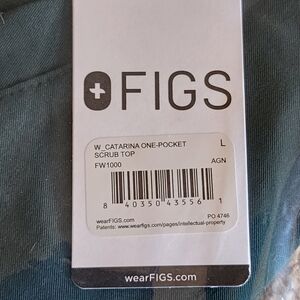 FIGS
W_CATARINA ONE-POCKET L
SCRUB TOP
FW1000 AGN
8 40350 43556 1
wearFIGS.com PO 4746
Patents: www.wearfigs.com/pages/intellectual-property
wearFIGS.com